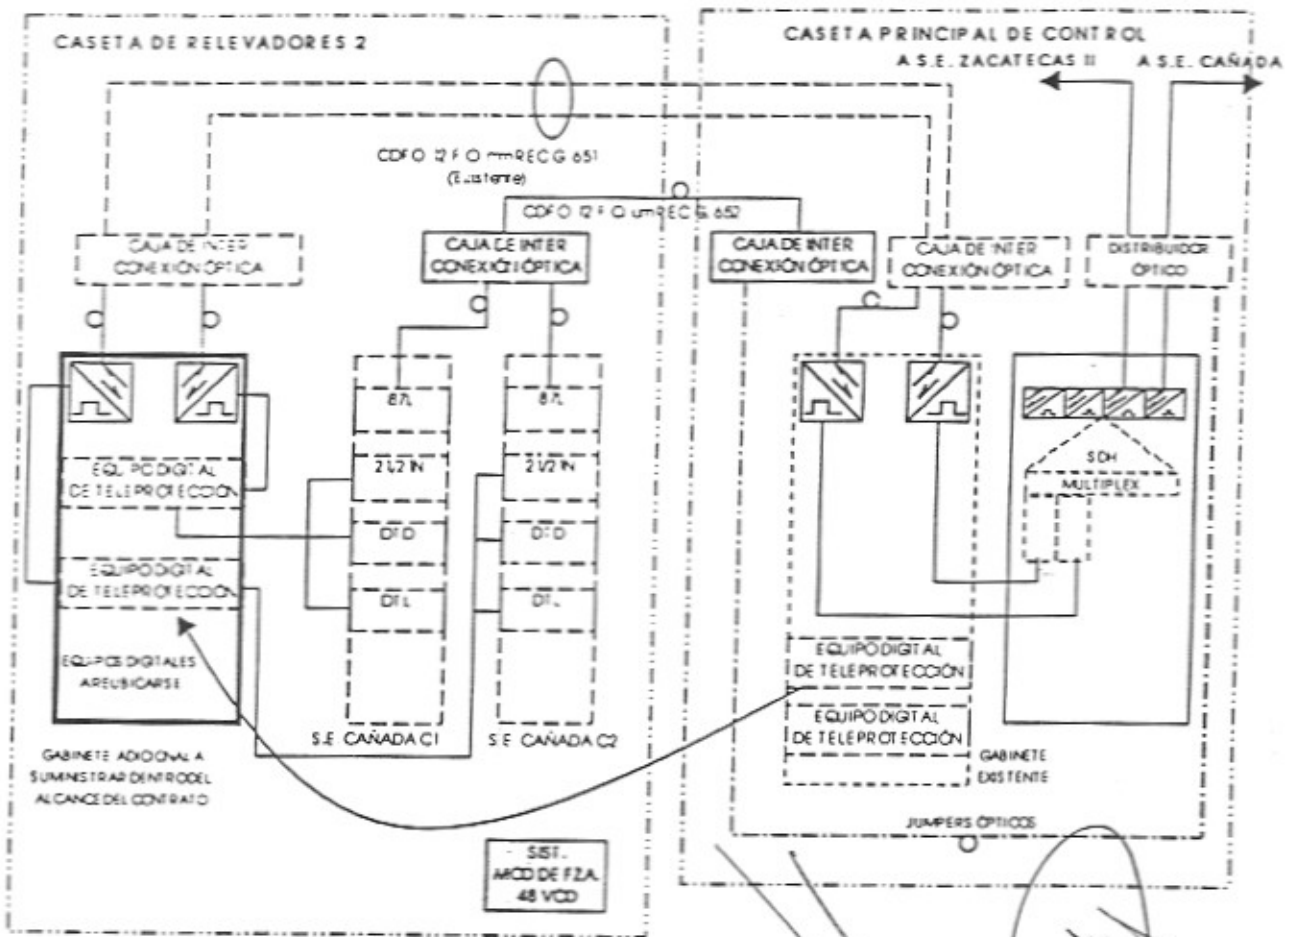 CASETA DE RELEVADORES 2
CASETA PRINCIPAL DE CONTROL
A S.E. ZACATECAS II
A S.E. CAÑADA
CDFO 12 F O mmREC G 651
(Existente)
CDFO 12 F O umREC G. 652
CAJA DE INTER
CONEXIÓN ÓPTICA
CAJA DE INTER
CONEXIÓN ÓPTICA
CAJA DE INTER
CONEXIÓN ÓPTICA
CAJA DE INTER
CONEXIÓN ÓPTICA
DISTRIBUIDOR
ÓPTICO
87L
87L
21/21N
21/21N
DTD
DTD
DTL
DTL
EQUIPO DIGITAL
DE TELEPROTECCIÓN
EQUIPO DIGITAL
DE TELEPROTECCIÓN
EQUIPOS DIGITALES
A REUBICARSE
S.E. CAÑADA C1
S.E. CAÑADA C2
GABINETE ADICIONAL A
SUMINISTRAR DENTRO DEL
ALCANCE DEL CONTRATO
SIST.
DE FZA.
48 VCD
SDH
MULTIPLEX
EQUIPO DIGITAL
DE TELEPROTECCIÓN
EQUIPO DIGITAL
DE TELEPROTECCIÓN
GABINETE
EXISTENTE
JUMPERS ÓPTICOS